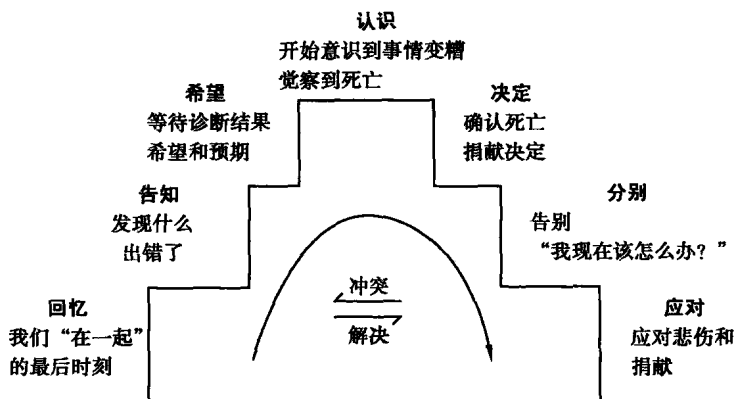 认识
开始意识到事情变糟
觉察到死亡
希望
等待诊断结果
希望和预期
决定
确认死亡
捐献决定
告知
发现什么
出错了
分别
告别
“我现在该怎么办？”
回忆
我们“在一起”
的最后时刻
冲突
解决
应对
应对悲伤和
捐献